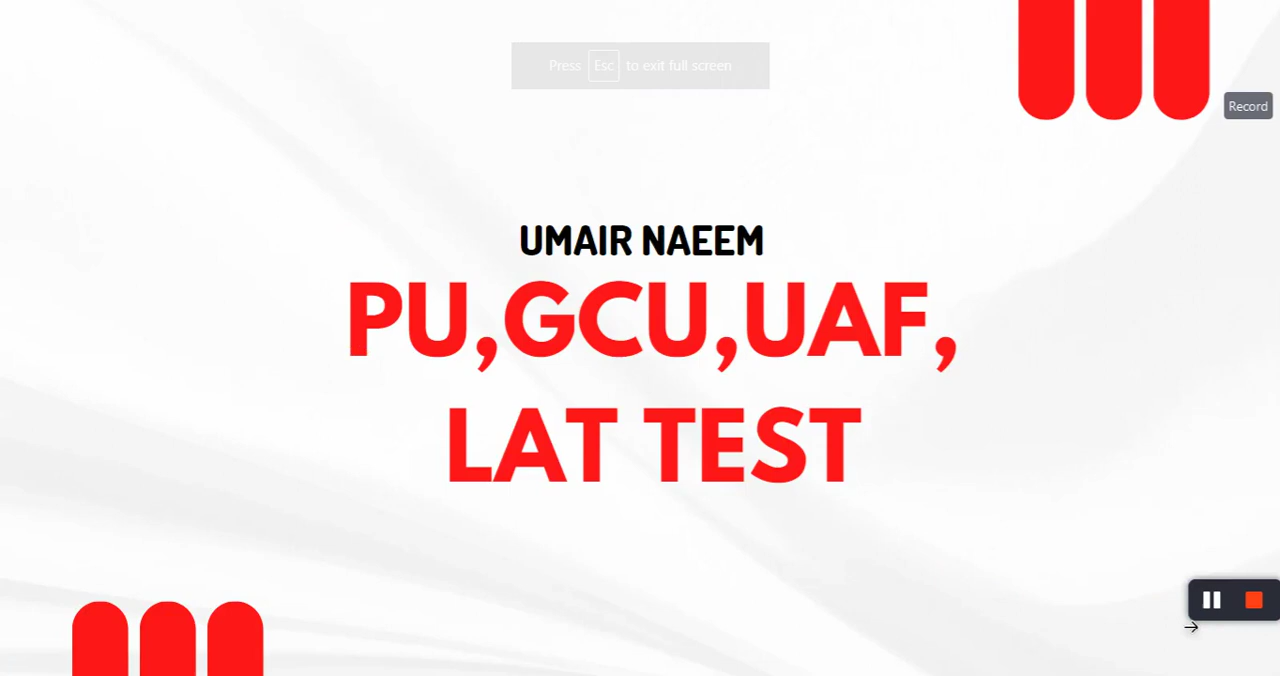 Press Esc to exit full screen
Record
UMAIR NAEEM
PU,GCU,UAF,
LAT TEST